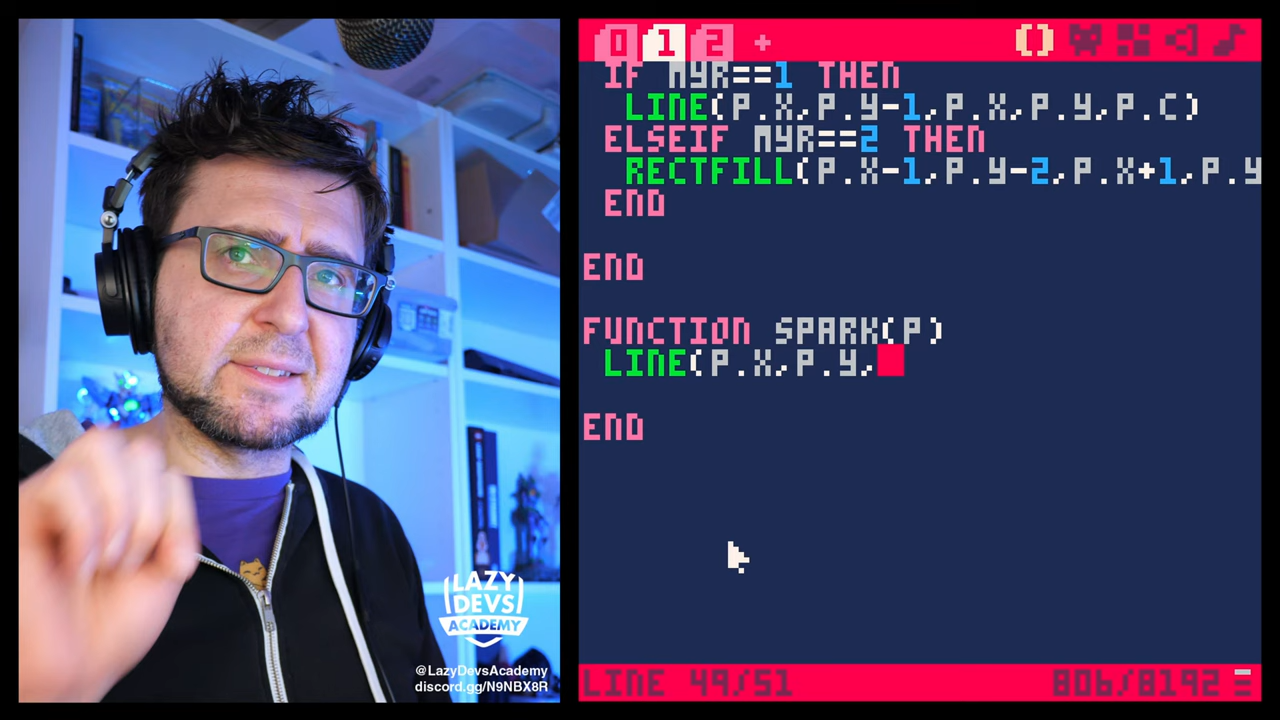 LAZY
DEVS
ACADEMY
@LazyDevsAcademy
discord.gg/N9NBX8R
0 1 2 +
IF MYR==1 THEN
LINE(P.X,P.Y-1,P.X,P.Y,P.C)
ELSEIF MYR==2 THEN
RECTFILL(P.X-1,P.Y-2,P.X+1,P.Y
END
END
FUNCTION SPARK(P)
LINE(P.X,P.Y,
END
LINE 49/51
806/8192